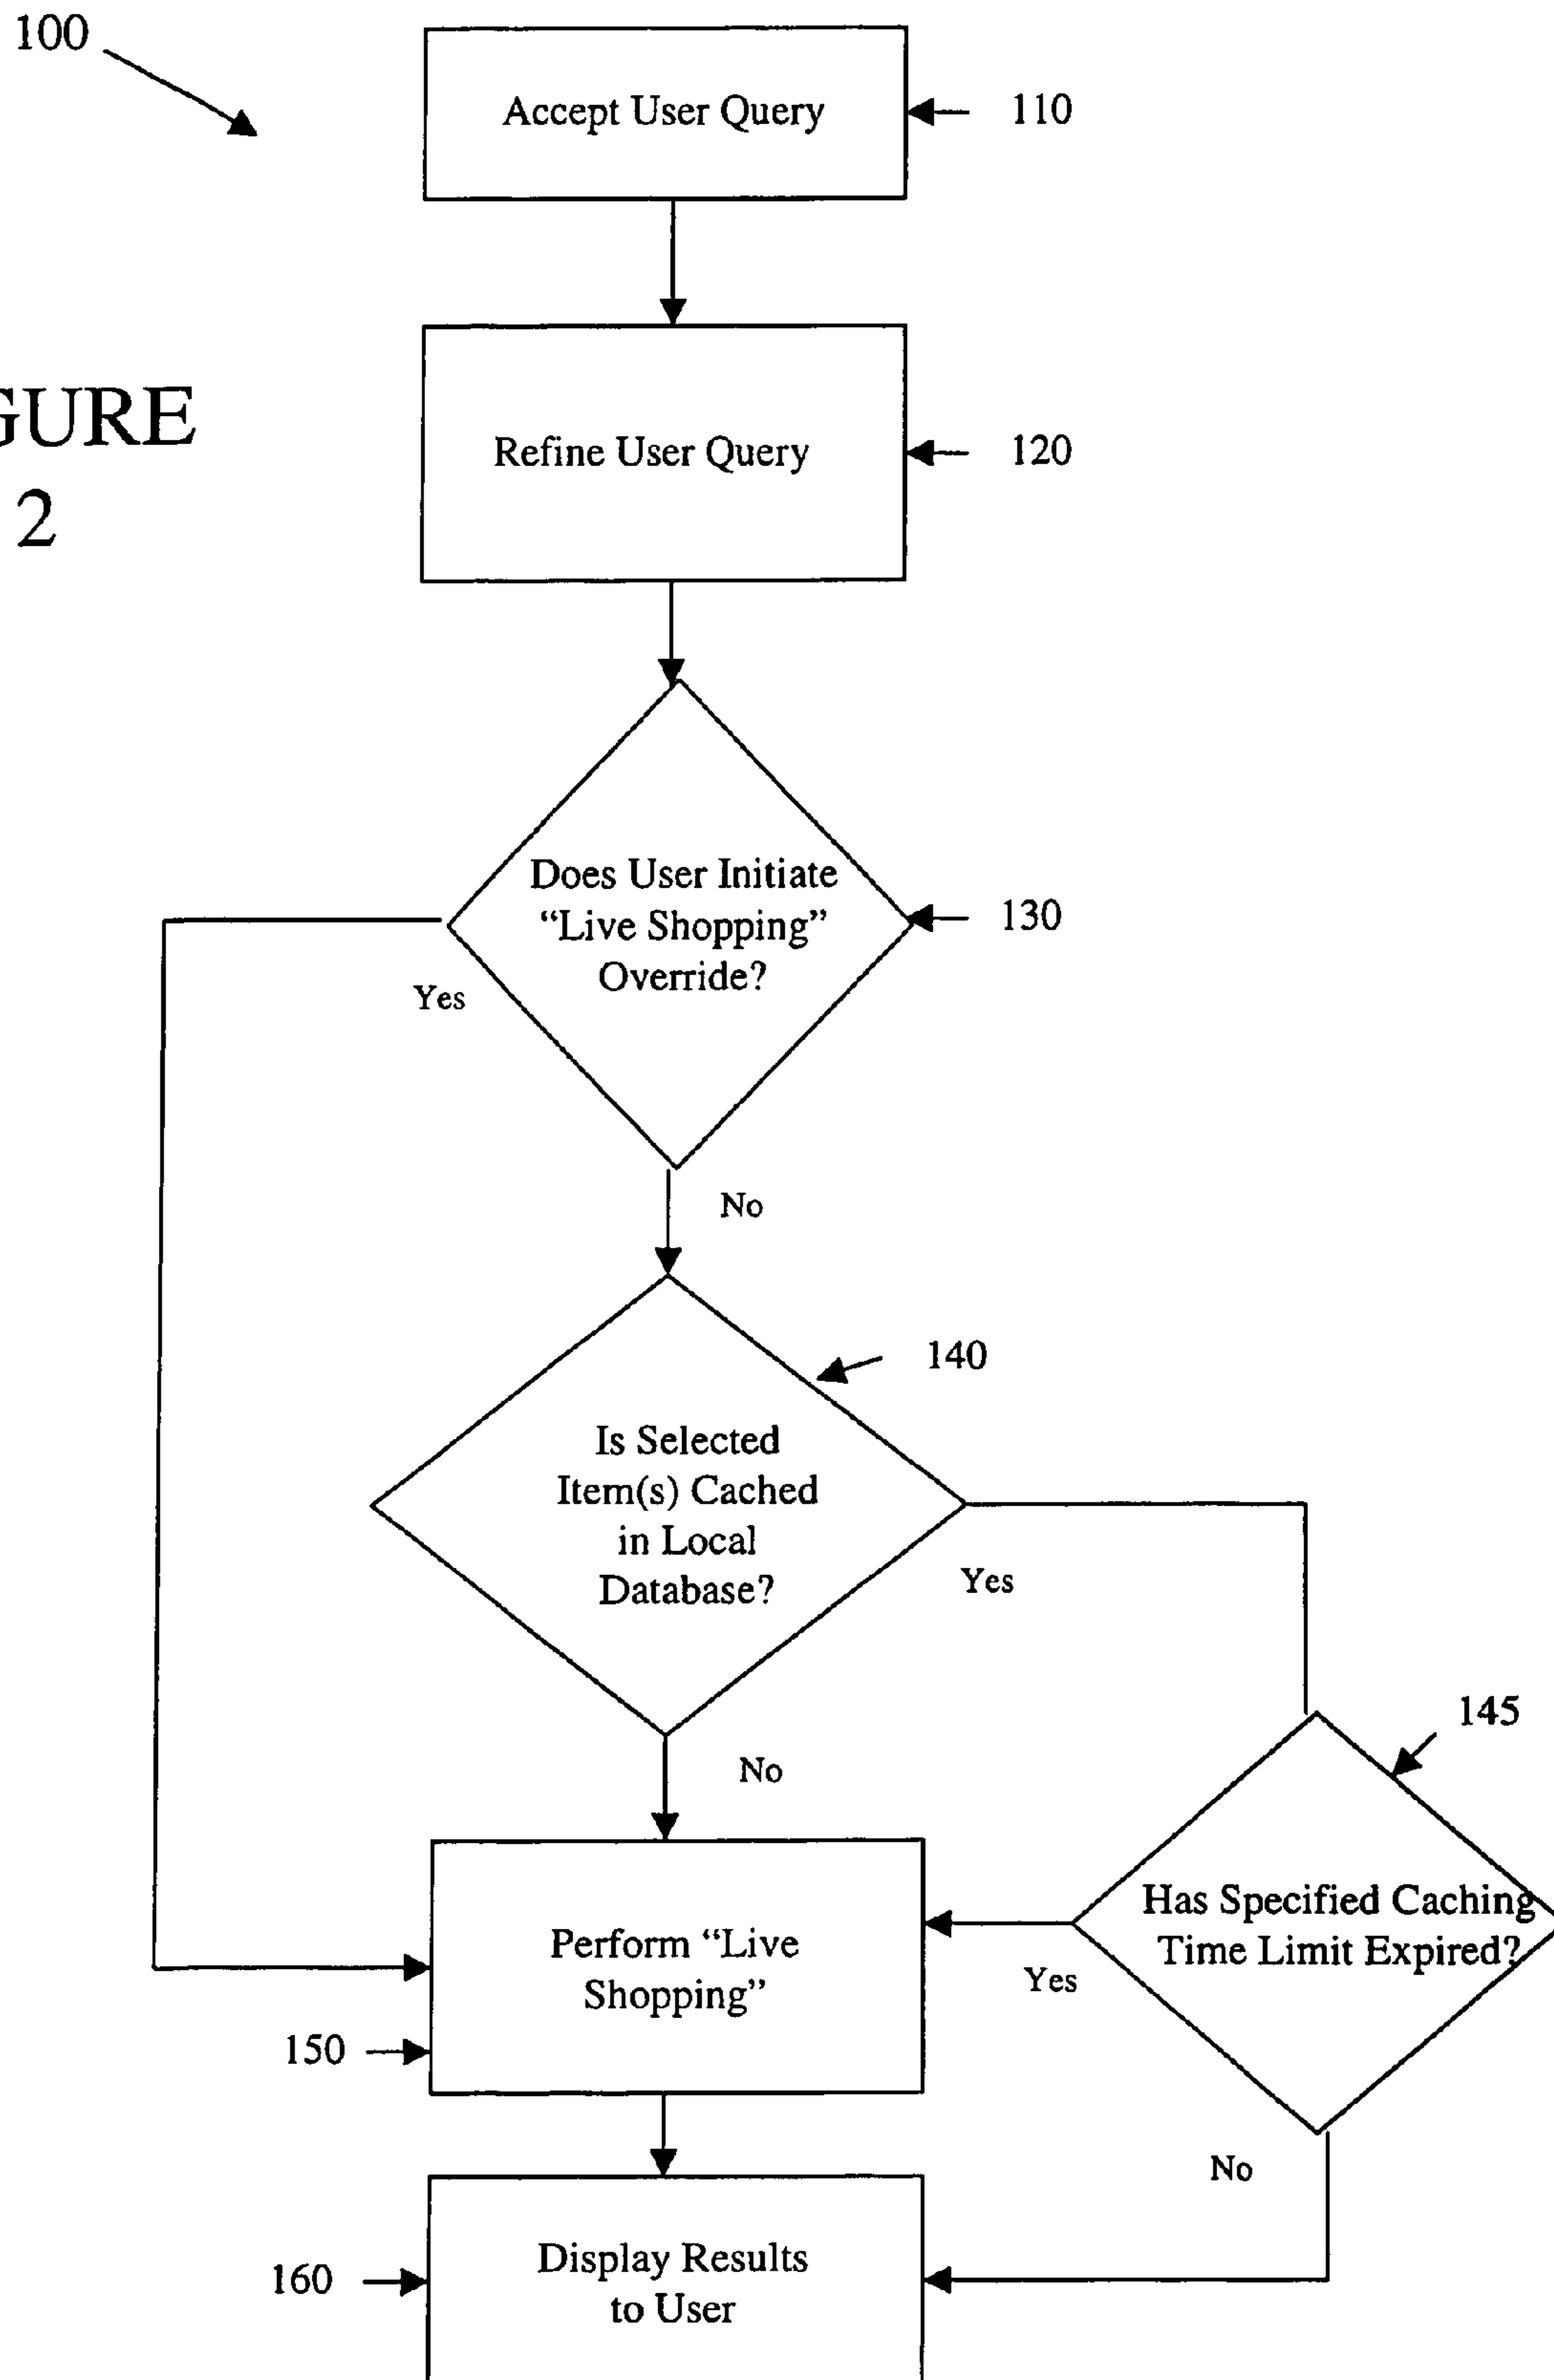 100
Accept User Query
110
GURE
2
Refine User Query
120
Does User Initiate
“Live Shopping”
Override?
130
Yes
No
140
Is Selected
Item(s) Cached
in Local
Database?
Yes
145
No
Has Specified Caching
Time Limit Expired?
Perform “Live
Shopping”
Yes
150
No
Display Results
to User
160